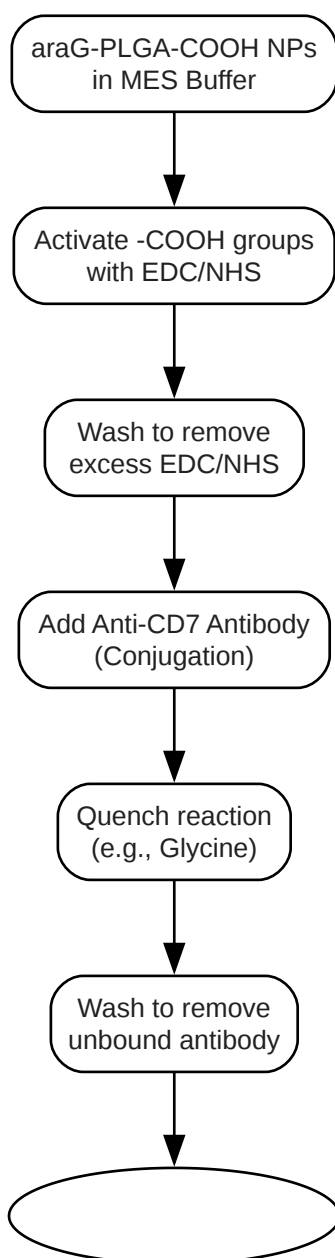 araG-PLGA-COOH NPs
in MES Buffer
Activate -COOH groups
with EDC/NHS
Wash to remove
excess EDC/NHS
Add Anti-CD7 Antibody
(Conjugation)
Quench reaction
(e.g., Glycine)
Wash to remove
unbound antibody